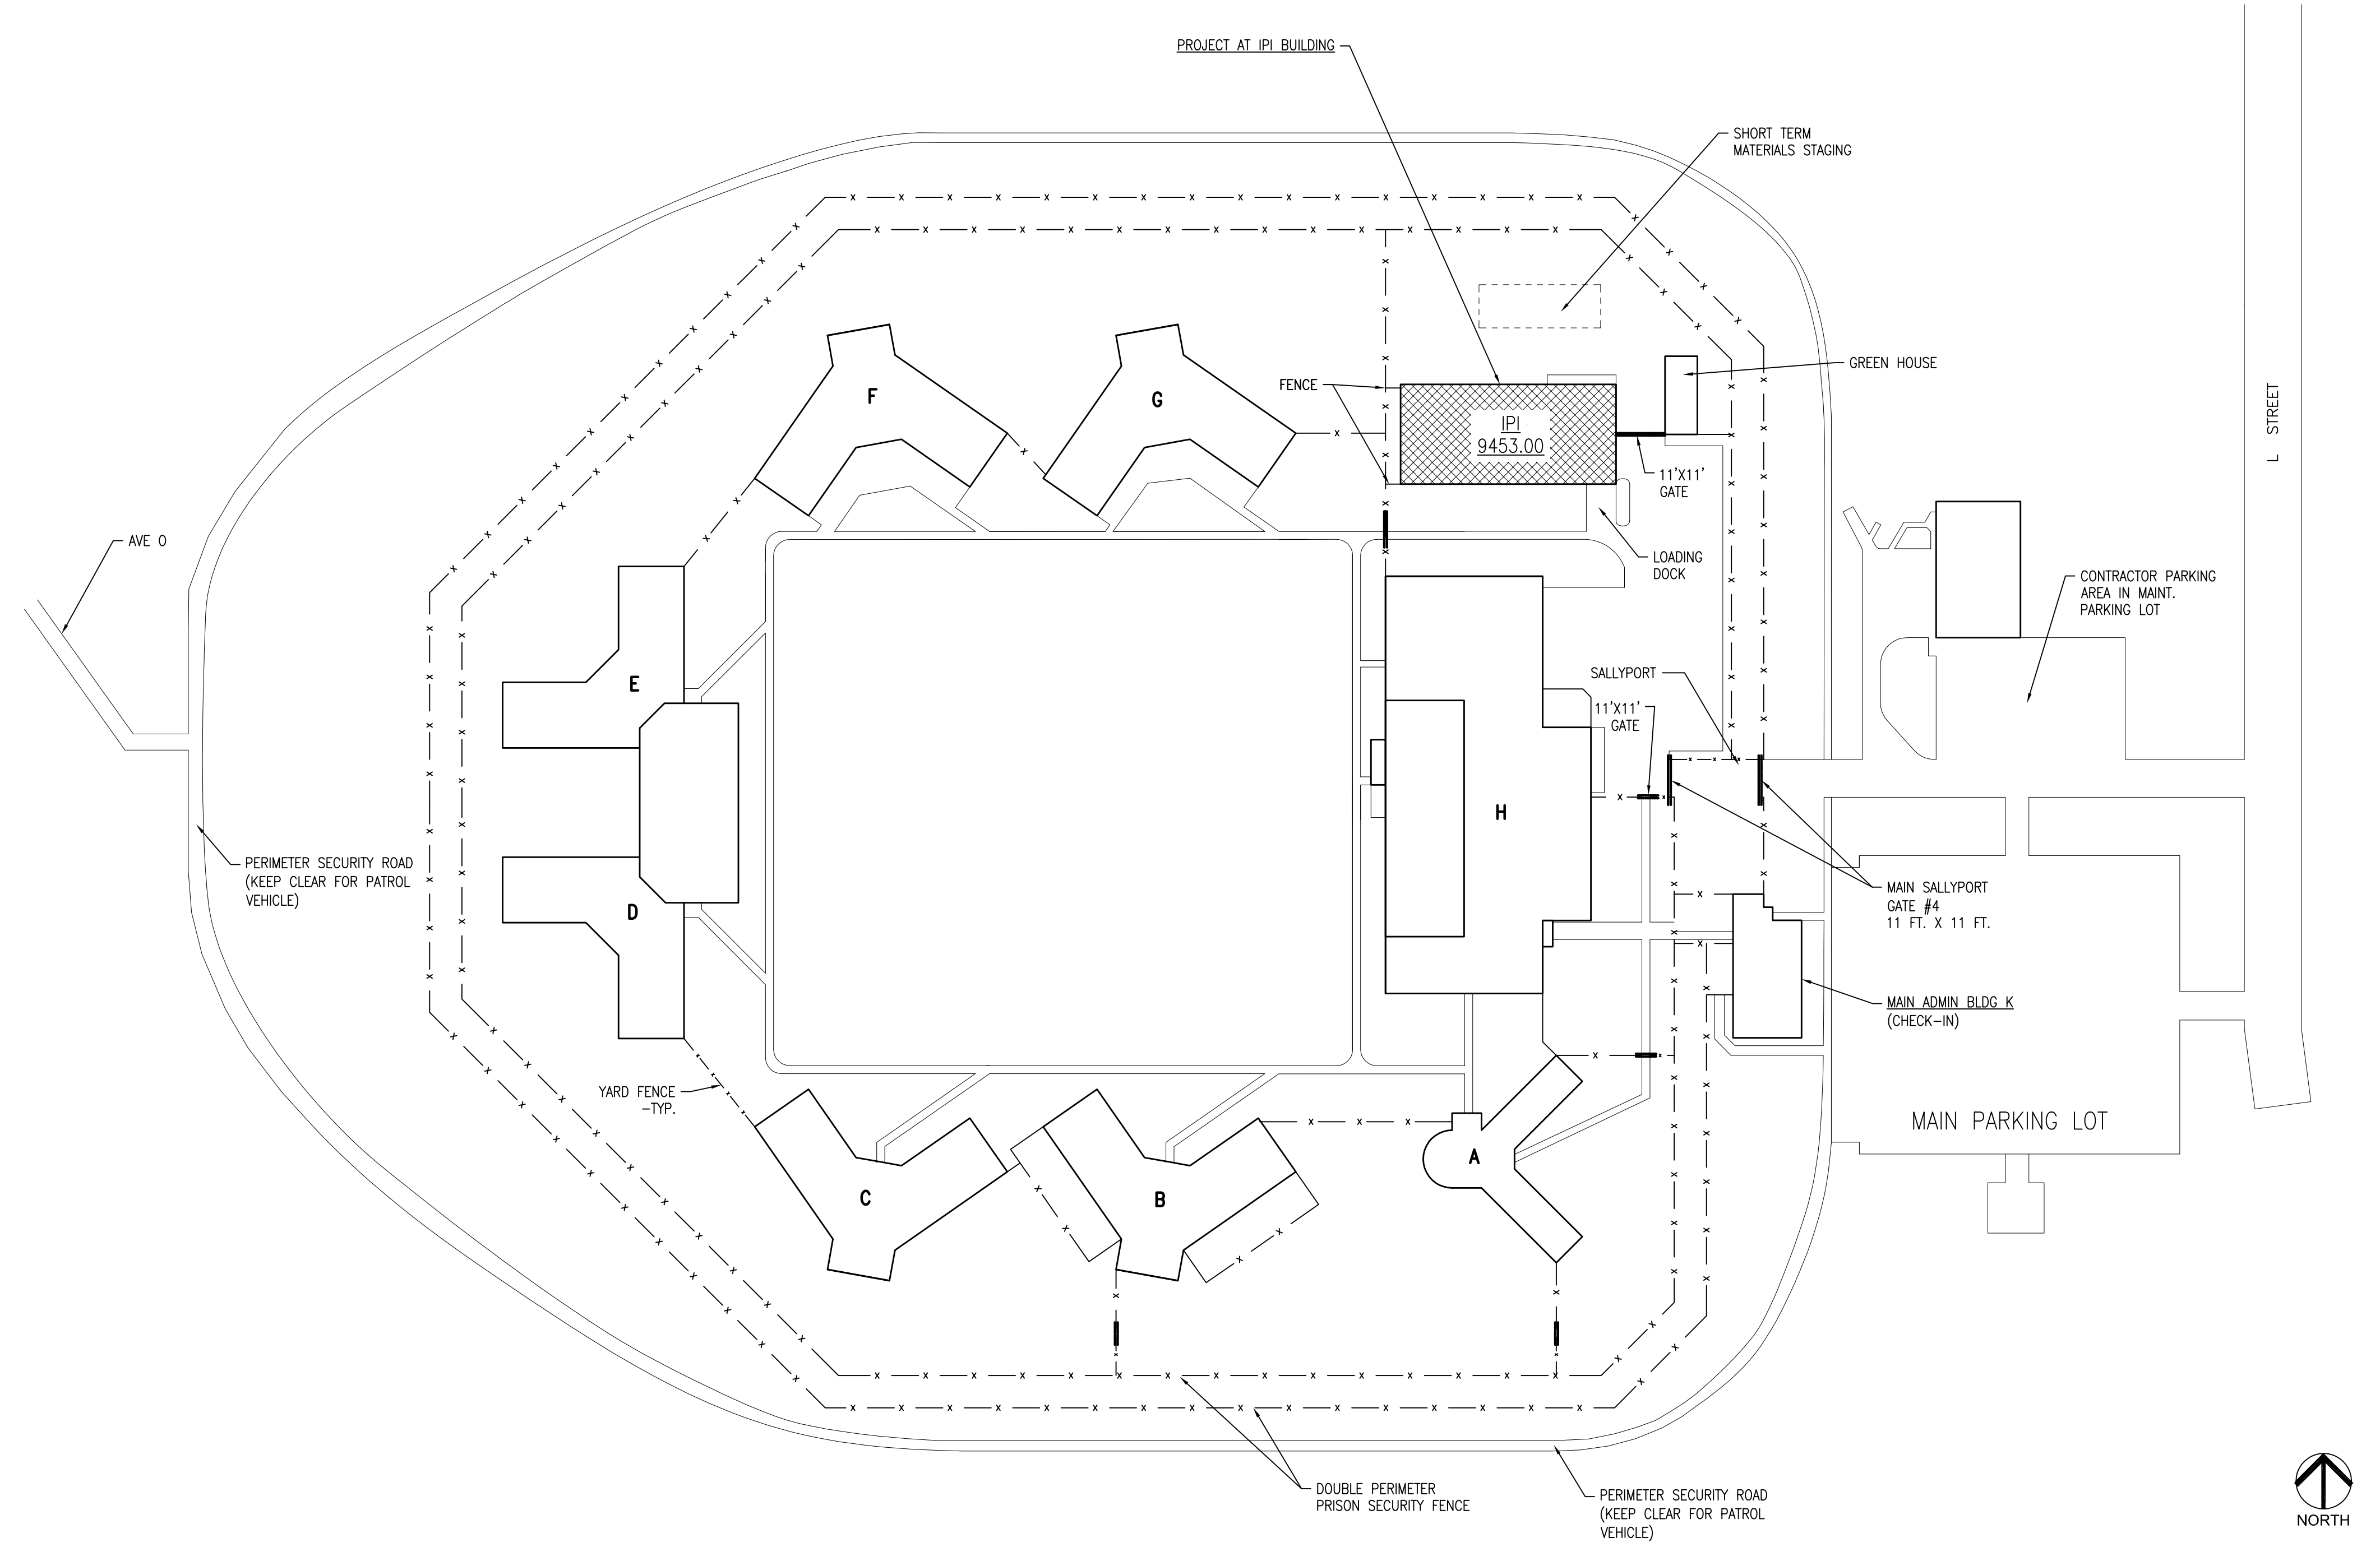 PROJECT AT IPI BUILDING
SHORT TERM
MATERIALS STAGING
GREEN HOUSE
FENCE
F
G
IPI
9453.00
11'X11'
GATE
L STREET
AVE O
LOADING
DOCK
CONTRACTOR PARKING
AREA IN MAINT.
PARKING LOT
E
SALLYPORT
11'X11'
GATE
H
PERIMETER SECURITY ROAD
(KEEP CLEAR FOR PATROL
VEHICLE)
D
MAIN SALLYPORT
GATE #4
11 FT. X 11 FT.
MAIN ADMIN BLDG K
(CHECK-IN)
YARD FENCE
-TYP.
MAIN PARKING LOT
C
B
A
DOUBLE PERIMETER
PRISON SECURITY FENCE
PERIMETER SECURITY ROAD
(KEEP CLEAR FOR PATROL
VEHICLE)
NORTH